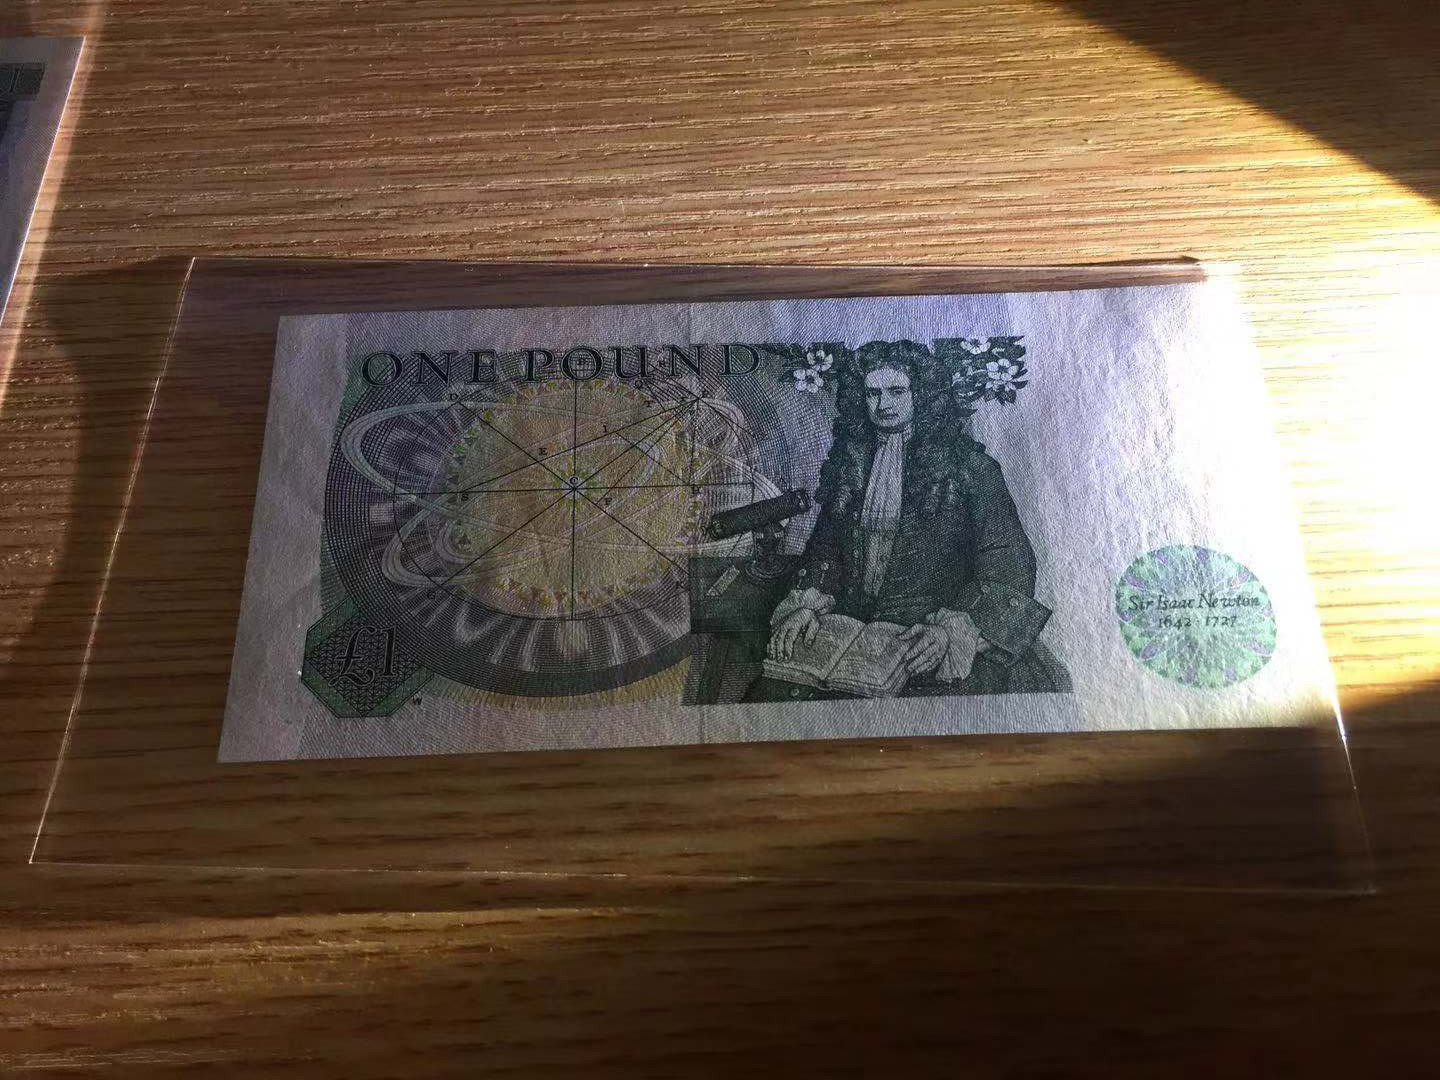 ONE POUND
£1
Sir Isaac Newton
1642 - 1727